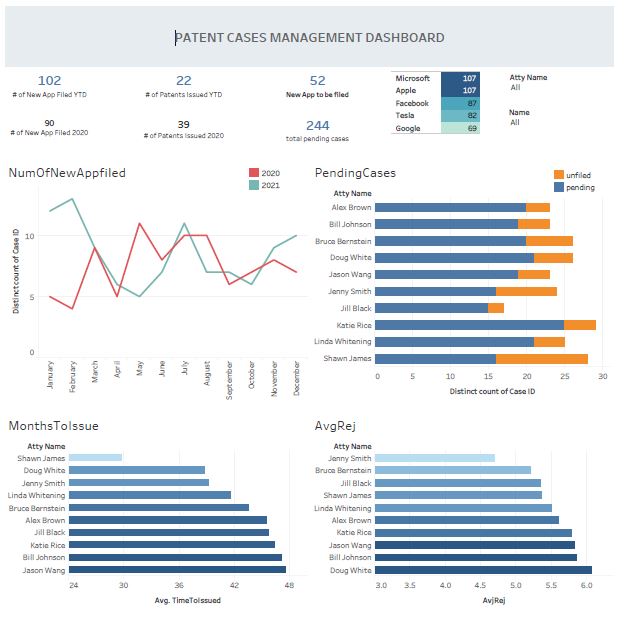 PATENT CASES MANAGEMENT DASHBOARD
102
# of New App Filed YTD
22
# of Patents Issued YTD
52
New App to be filed
90
# of New App Filed 2020
39
# of Patents Issued 2020
244
total pending cases
Microsoft 107
Apple 107
Facebook 87
Tesla 82
Google 69
Atty Name
All
Name
All
NumOfNewAppfiled
2020
2021
Distinct count of Case ID
10
5
0
January
February
March
April
May
June
July
August
September
October
November
December
PendingCases
unfiled
pending
Atty Name
Alex Brown
Bill Johnson
Bruce Bernstein
Doug White
Jason Wang
Jenny Smith
Jill Black
Katie Rice
Linda Whitening
Shawn James
0 5 10 15 20 25 30
Distinct count of Case ID
MonthsToIssue
Atty Name
Shawn James
Doug White
Jenny Smith
Linda Whitening
Bruce Bernstein
Alex Brown
Jill Black
Katie Rice
Bill Johnson
Jason Wang
24 30 36 42 48
Avg. TimeToIssued
AvgRej
Atty Name
Jenny Smith
Bruce Bernstein
Jill Black
Shawn James
Linda Whitening
Alex Brown
Katie Rice
Jason Wang
Bill Johnson
Doug White
3.0 3.5 4.0 4.5 5.0 5.5 6.0
AvjRej